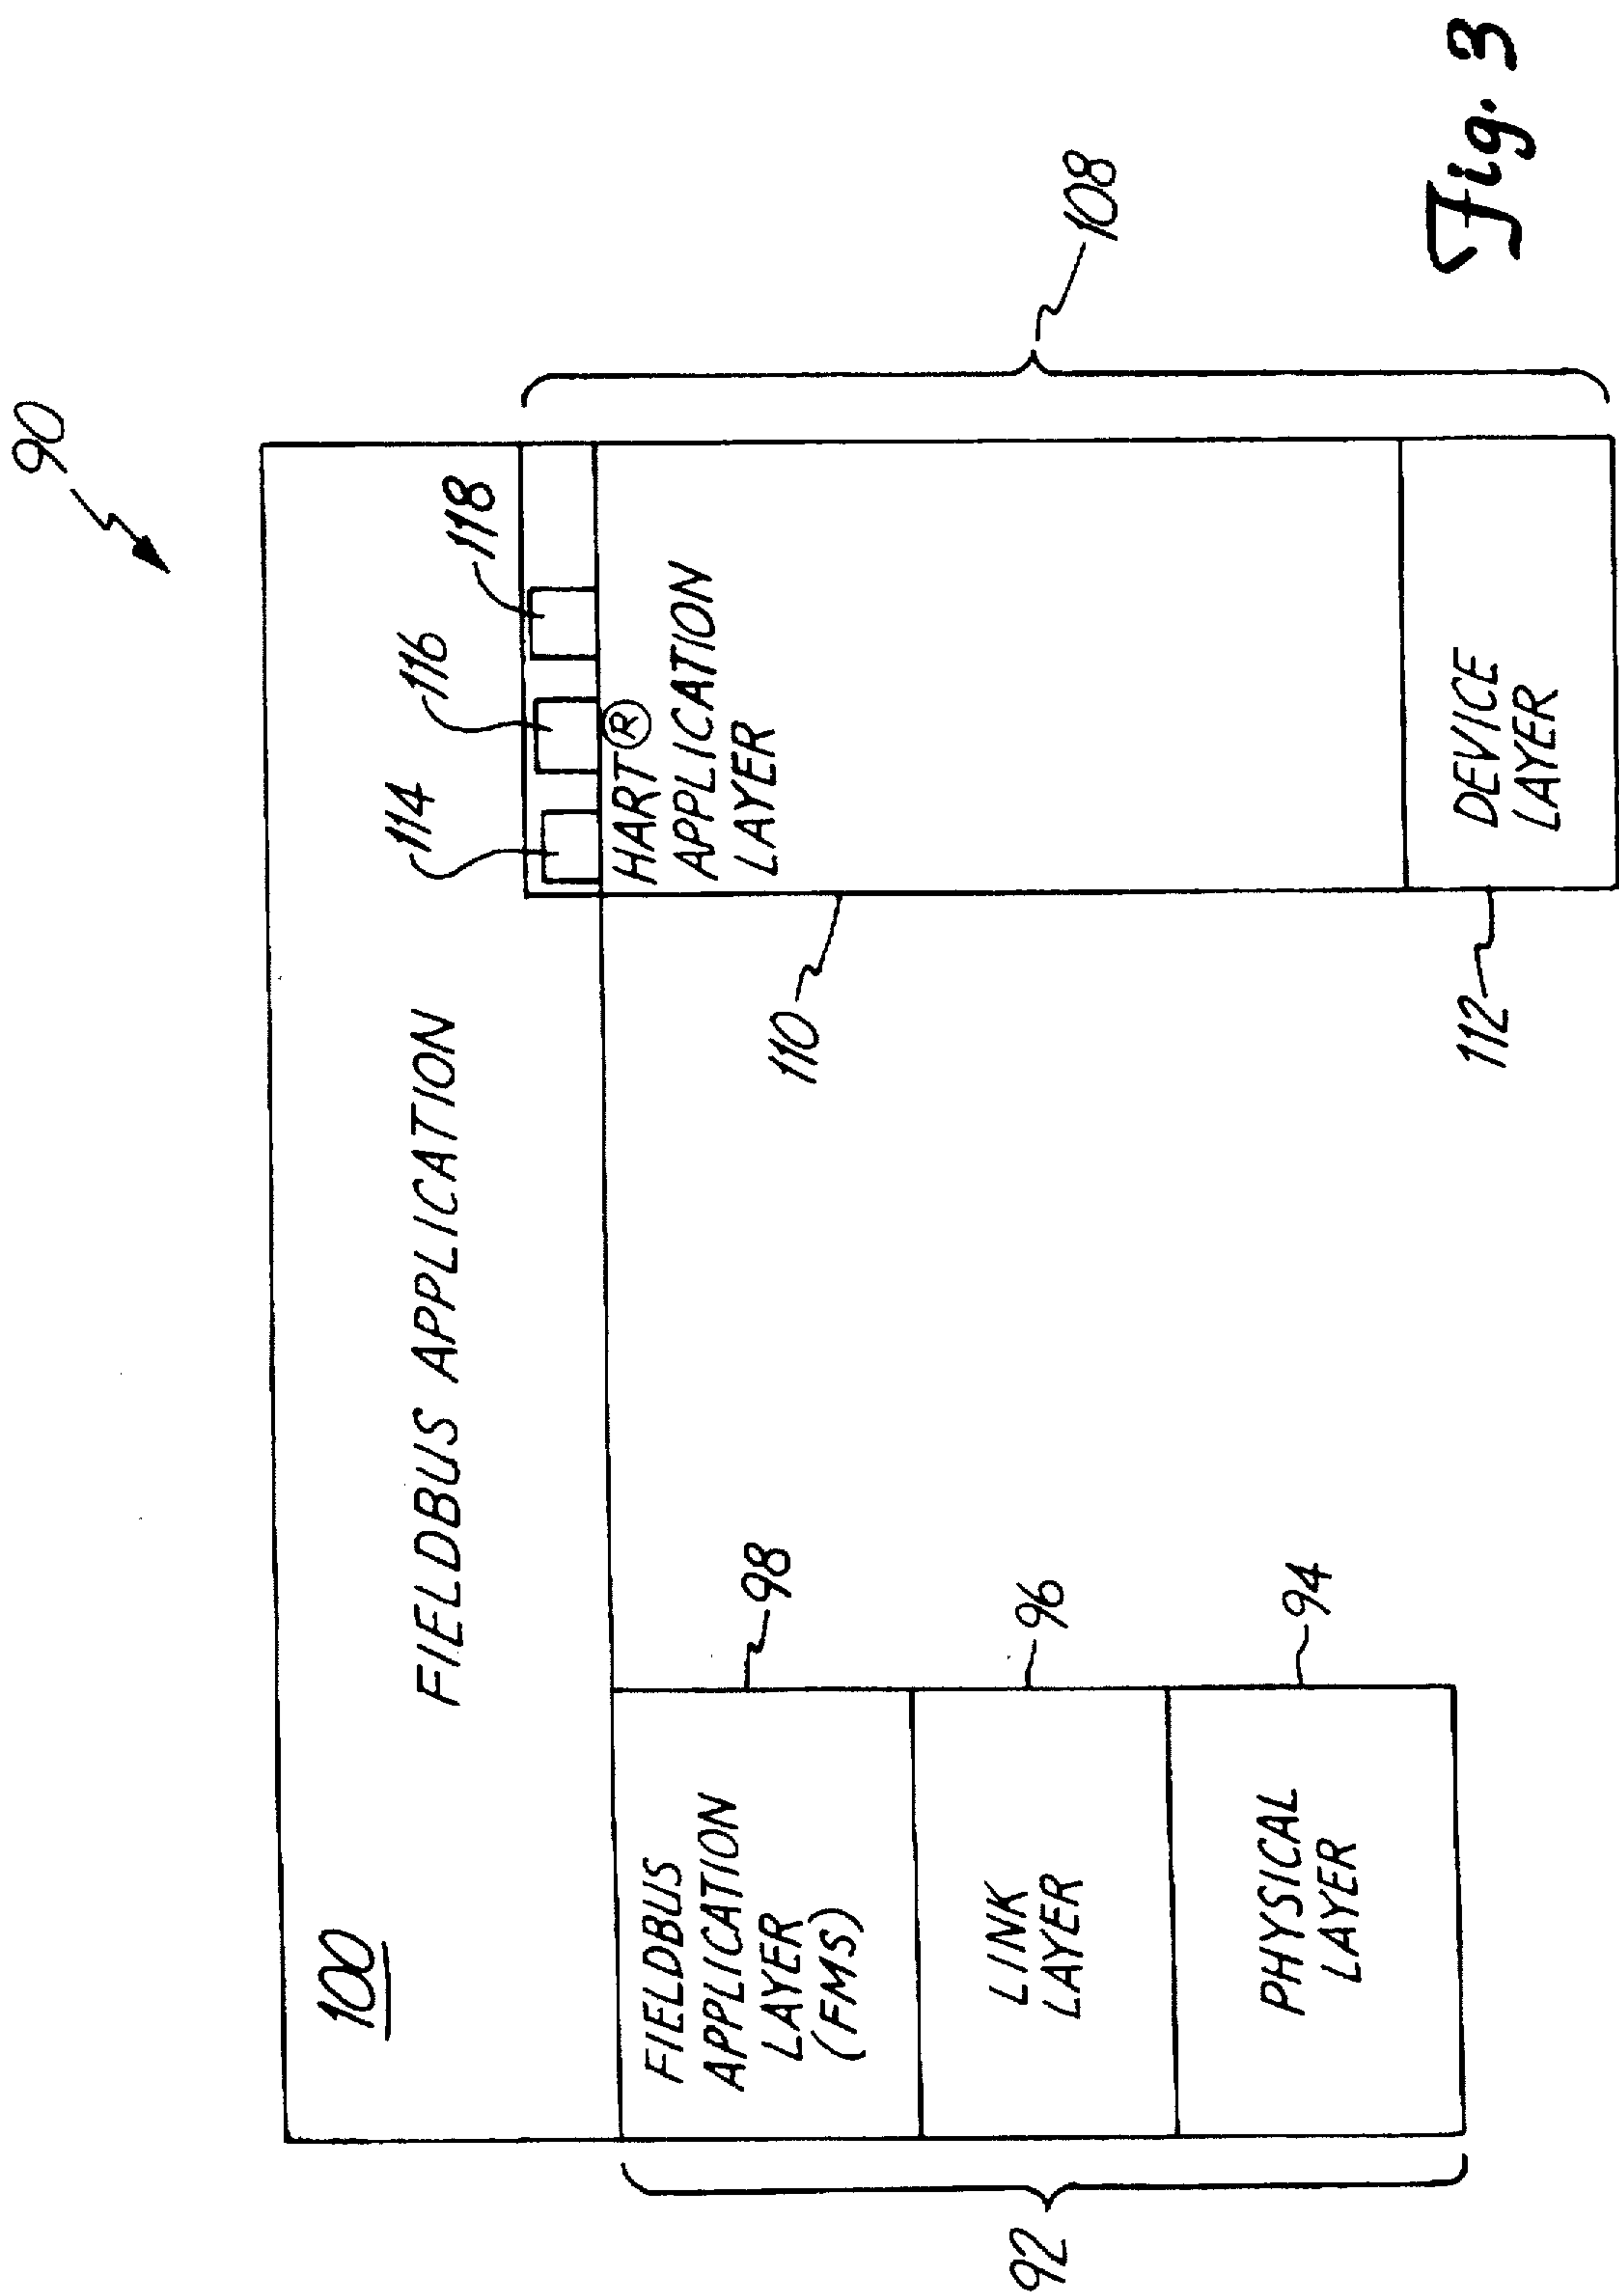 90
100
FIELDBUS APPLICATION
114
116
118
FIELDBUS
APPLICATION
LAYER
(FMS)
98
LINK
LAYER
96
PHYSICAL
LAYER
94
92
HART®
APPLICATION
LAYER
110
DEVICE
LAYER
112
108
Fig. 3